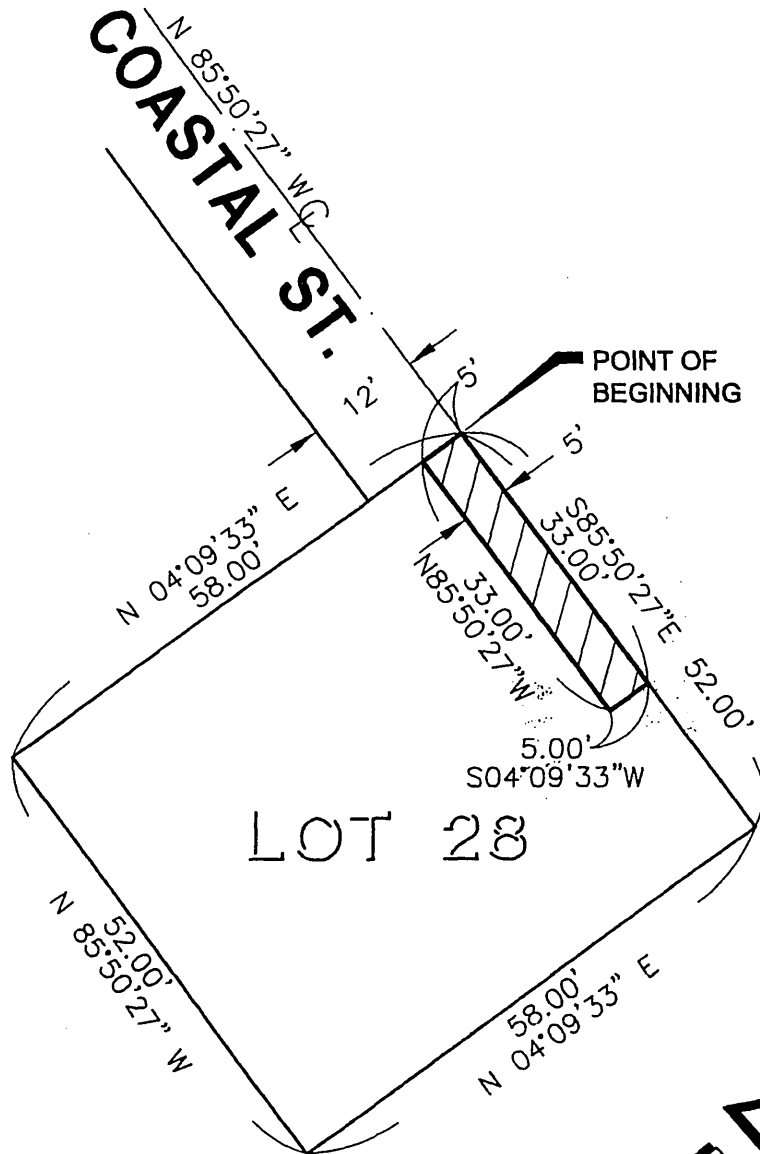 N 85°50'27" W
CL
COASTAL ST.
12'
5'
POINT OF
BEGINNING
5'
N 04°09'33" E
58.00'
S85°50'27"E
33.00'
33.00'
N85°50'27"W
52.00'
5.00'
S04°09'33"W
LOT 28
52.00'
N 85°50'27" W
58.00'
N 04°09'33" E